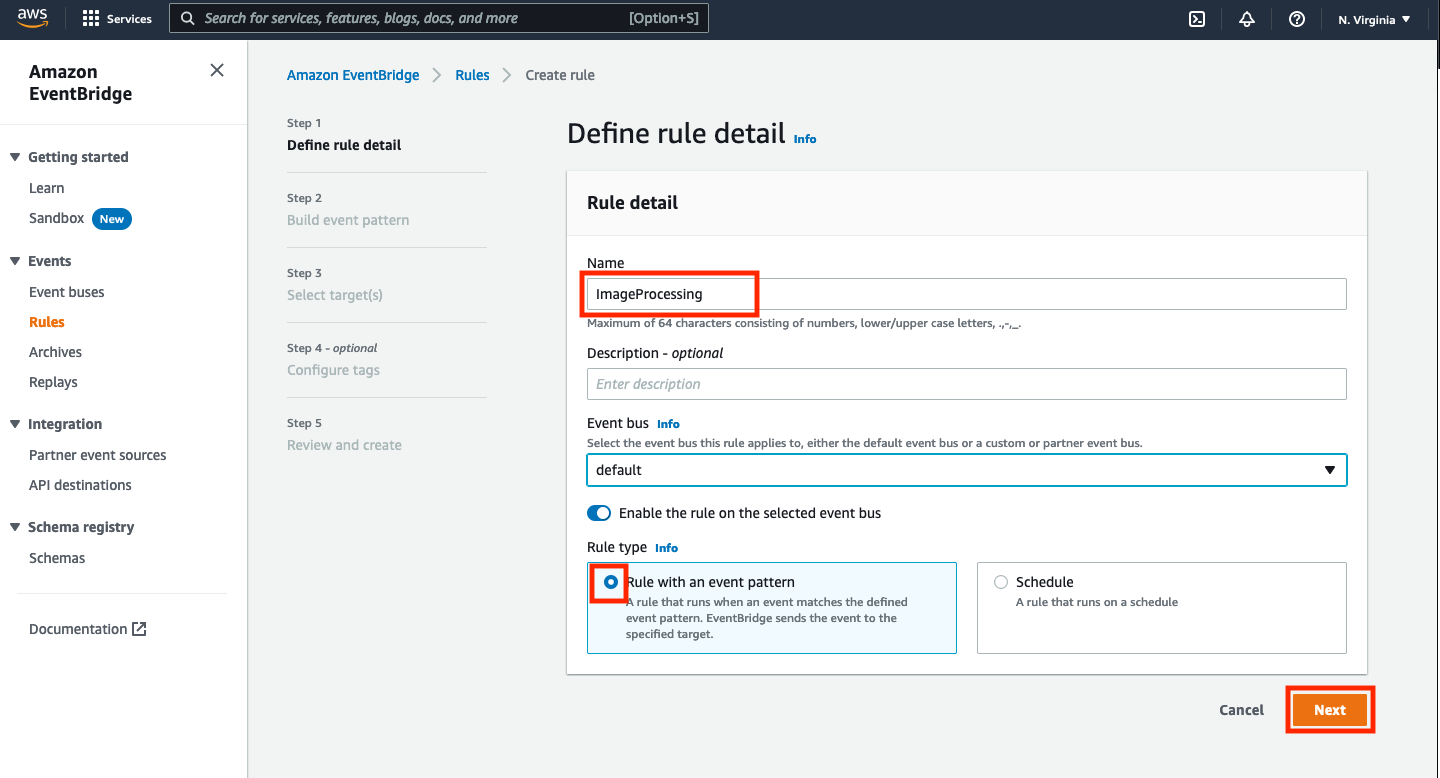 aws
Services
Search for services, features, blogs, docs, and more
[Option+S]
N. Virginia
Amazon
EventBridge
Getting started
Learn
Sandbox New
Events
Event buses
Rules
Archives
Replays
Integration
Partner event sources
API destinations
Schema registry
Schemas
Documentation
Amazon EventBridge
Rules
Create rule
Step 1
Define rule detail
Step 2
Build event pattern
Step 3
Select target(s)
Step 4 - optional
Configure tags
Step 5
Review and create
Define rule detail Info
Rule detail
Name
ImageProcessing
Maximum of 64 characters consisting of numbers, lower/upper case letters, .,-,_.
Description - optional
Enter description
Event bus Info
Select the event bus this rule applies to, either the default event bus or a custom or partner event bus.
default
Enable the rule on the selected event bus
Rule type Info
Rule with an event pattern
A rule that runs when an event matches the defined
event pattern. EventBridge sends the event to the
specified target.
Schedule
A rule that runs on a schedule
Cancel
Next